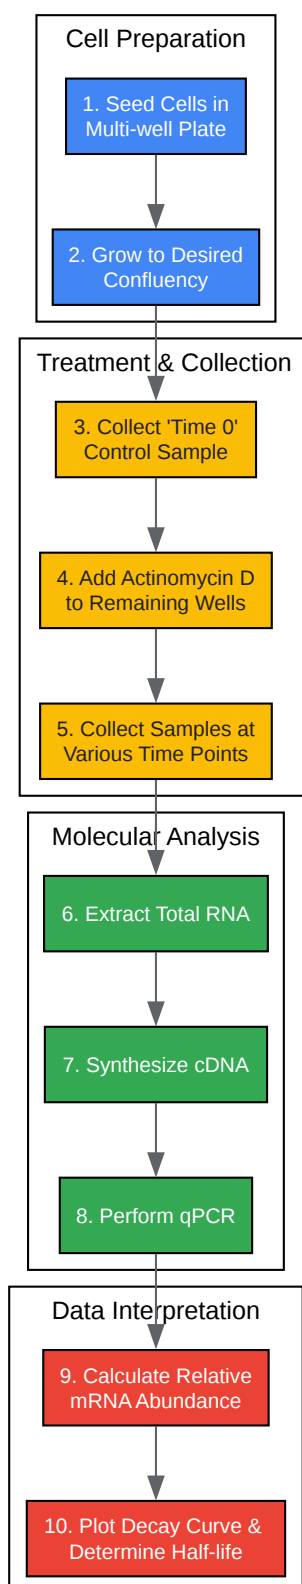 Cell Preparation
1. Seed Cells in
Multi-well Plate
2. Grow to Desired
Confluency
Treatment & Collection
3. Collect 'Time 0'
Control Sample
4. Add Actinomycin D
to Remaining Wells
5. Collect Samples at
Various Time Points
Molecular Analysis
6. Extract Total RNA
7. Synthesize cDNA
8. Perform qPCR
Data Interpretation
9. Calculate Relative
mRNA Abundance
10. Plot Decay Curve &
Determine Half-life